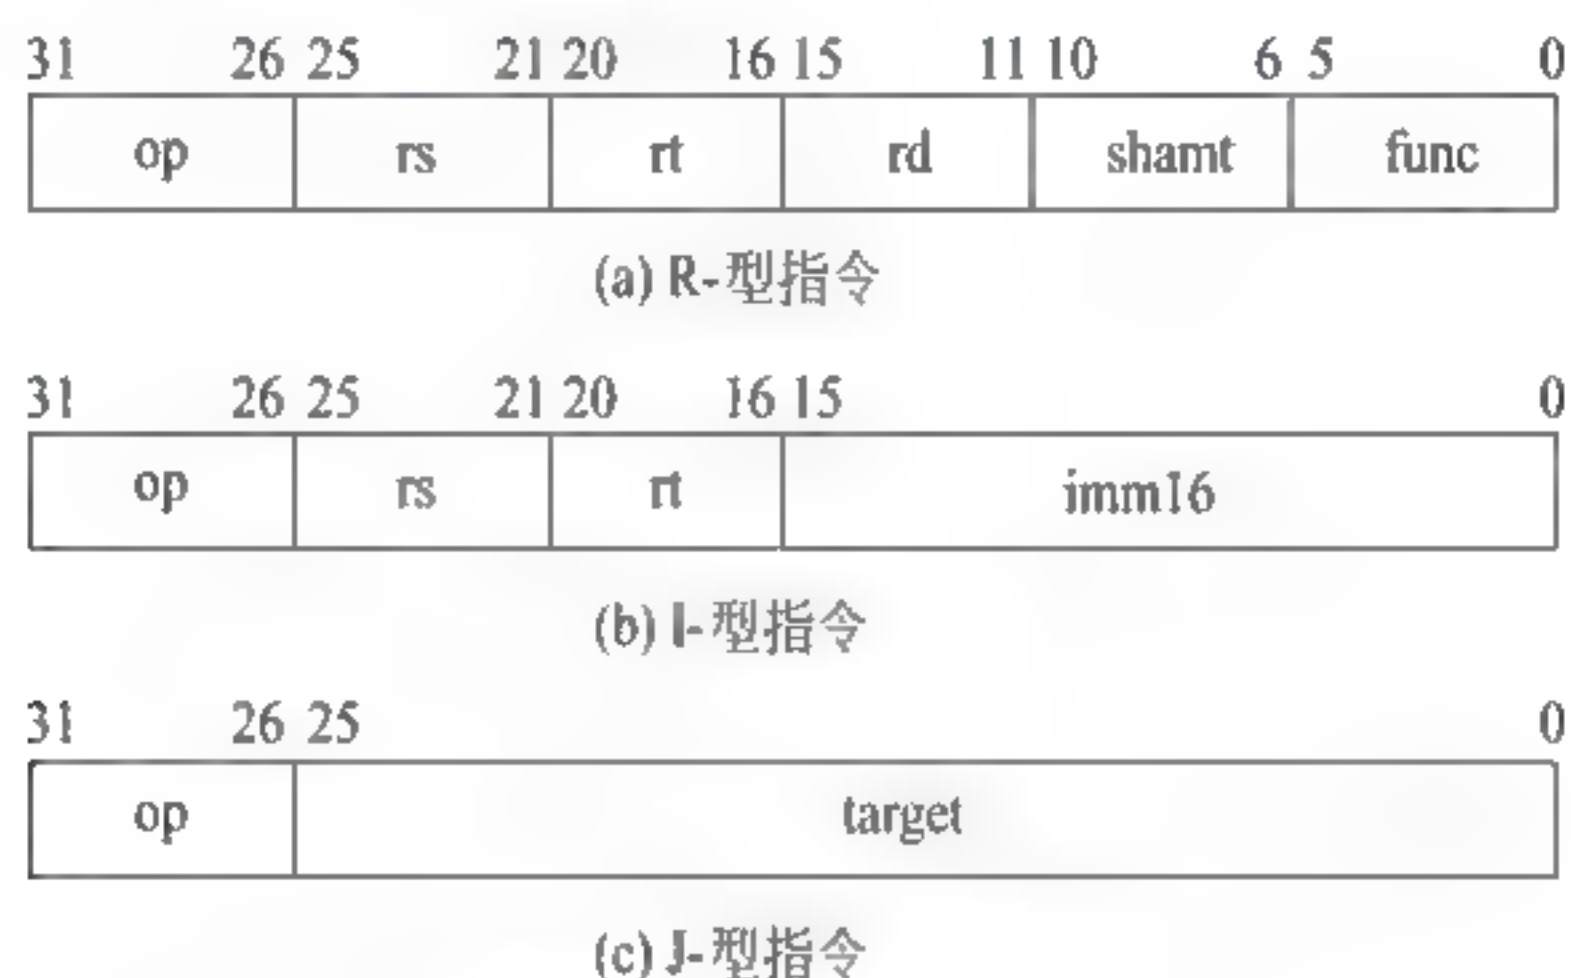 31 26 25 21 20 16 15 11 10 6 5 0
op rs rt rd shamt func
(a) R-型指令
31 26 25 21 20 16 15 0
op rs rt imm16
(b) I-型指令
31 26 25 0
op target
(c) J-型指令